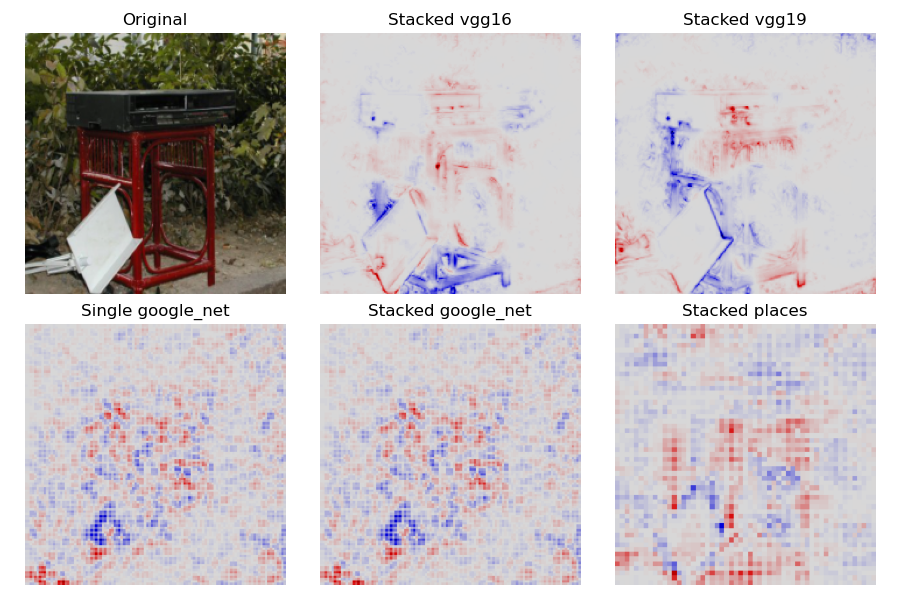 Original
Stacked vgg16
Stacked vgg19
Single google_net
Stacked google_net
Stacked places